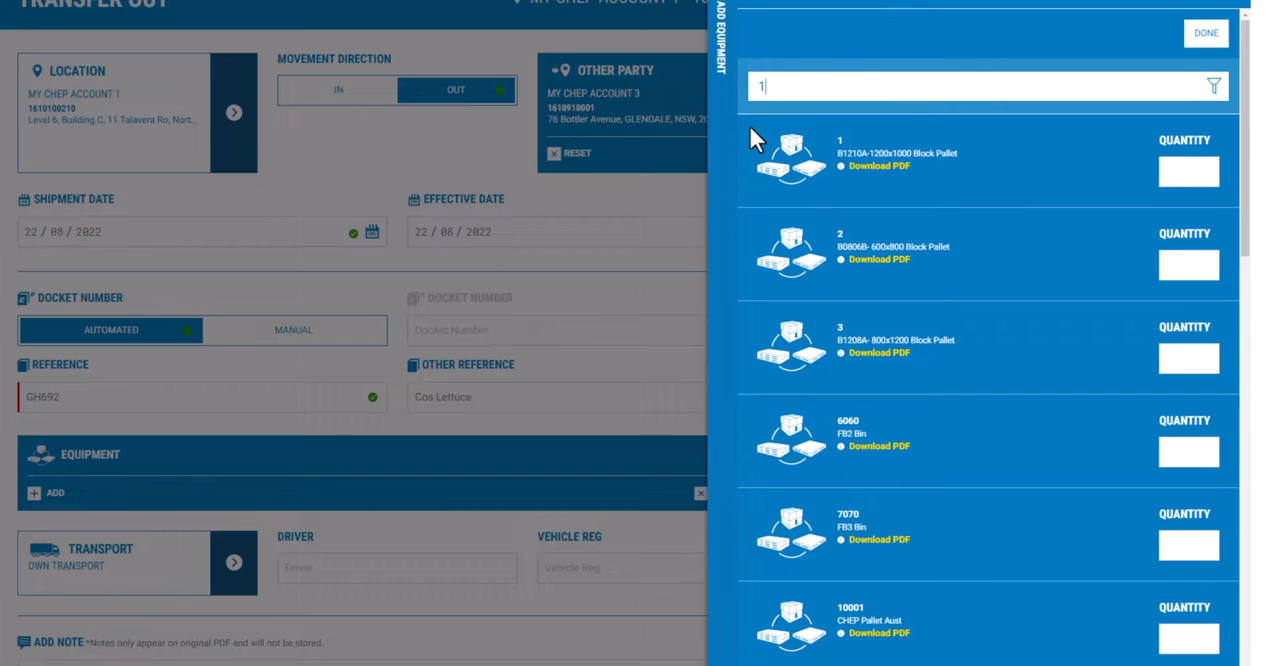 TRANSFER OUT
MY CHEP ACCOUNT 1
LOCATION
MY CHEP ACCOUNT 1
1610100210
Level 6, Building C, 11 Talavera Ro, Nort...
MOVEMENT DIRECTION
IN
OUT
OTHER PARTY
MY CHEP ACCOUNT 3
1610910001
76 Bottler Avenue, GLENDALE, NSW, 20
RESET
SHIPMENT DATE
22 / 08 / 2022
EFFECTIVE DATE
22 / 08 / 2022
DOCKET NUMBER
AUTOMATED
MANUAL
DOCKET NUMBER
Docket Number
REFERENCE
GH692
OTHER REFERENCE
Cos Lettuce
EQUIPMENT
ADD
TRANSPORT
OWN TRANSPORT
DRIVER
Driver
VEHICLE REG
Vehicle Reg
ADD NOTE *Notes only appear on original PDF and will not be stored.
ADD EQUIPMENT
DONE
1
1
B1210A-1200x1000 Block Pallet
Download PDF
QUANTITY
2
B0806B- 600x800 Block Pallet
Download PDF
QUANTITY
3
B1208A- 800x1200 Block Pallet
Download PDF
QUANTITY
6060
FB2 Bin
Download PDF
QUANTITY
7070
FB3 Bin
Download PDF
QUANTITY
10001
CHEP Pallet Aust
Download PDF
QUANTITY